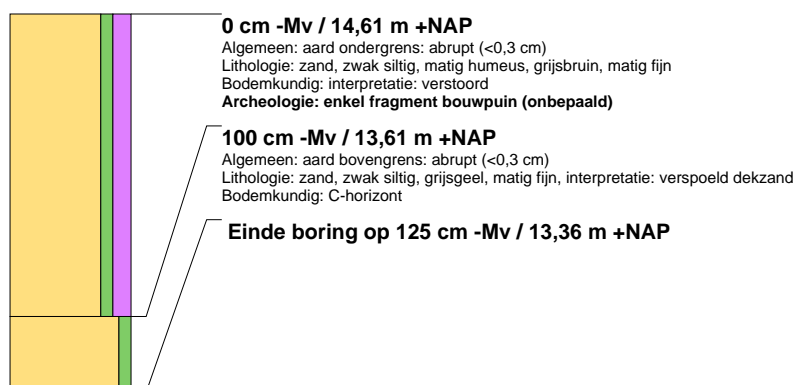 0 cm -Mv / 14,61 m +NAP
Algemeen: aard ondergrens: abrupt (<0,3 cm)
Lithologie: zand, zwak siltig, matig humeus, grijsbruin, matig fijn
Bodemkundig: interpretatie: verstoord
Archeologie: enkel fragment bouwpuin (onbepaald)
100 cm -Mv / 13,61 m +NAP
Algemeen: aard bovengrens: abrupt (<0,3 cm)
Lithologie: zand, zwak siltig, grijsgeel, matig fijn, interpretatie: verspoeld dekzand
Bodemkundig: C-horizont
Einde boring op 125 cm -Mv / 13,36 m +NAP